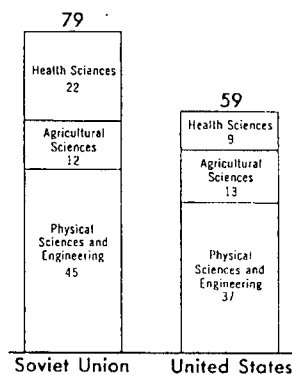 79
Health Sciences
22
Agricultural
Sciences
12
Physical
Sciences and
Engineering
45
Soviet Union
59
Health Sciences
9
Agricultural
Sciences
13
Physical
Sciences and
Engineering
37
United States